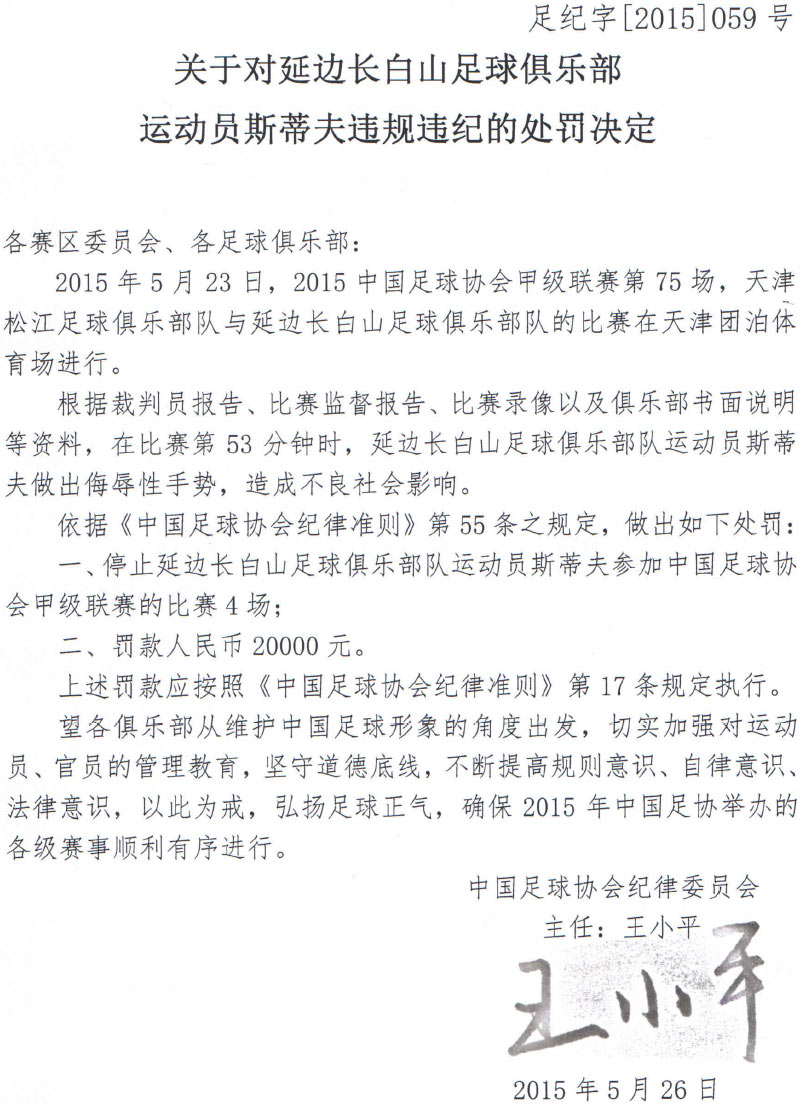 足纪字[2015]059 号
关于对延边长白山足球俱乐部
运动员斯蒂夫违规违纪的处罚决定
各赛区委员会、各足球俱乐部：
2015 年 5 月 23 日，2015 中国足球协会甲级联赛第 75 场，天津
松江足球俱乐部队与延边长白山足球俱乐部队的比赛在天津团泊体
育场进行。
根据裁判员报告、比赛监督报告、比赛录像以及俱乐部书面说明
等资料，在比赛第 53 分钟时，延边长白山足球俱乐部队运动员斯蒂
夫做出侮辱性手势，造成不良社会影响。
依据《中国足球协会纪律准则》第 55 条之规定，做出如下处罚：
一、停止延边长白山足球俱乐部队运动员斯蒂夫参加中国足球协
会甲级联赛的比赛 4 场；
二、罚款人民币 20000 元。
上述罚款应按照《中国足球协会纪律准则》第 17 条规定执行。
望各俱乐部从维护中国足球形象的角度出发，切实加强对运动
员、官员的管理教育，坚守道德底线，不断提高规则意识、自律意识、
法律意识，以此为戒，弘扬足球正气，确保 2015 年中国足协举办的
各级赛事顺利有序进行。
中国足球协会纪律委员会
主任：王小平
王小平
2015 年 5 月 26 日